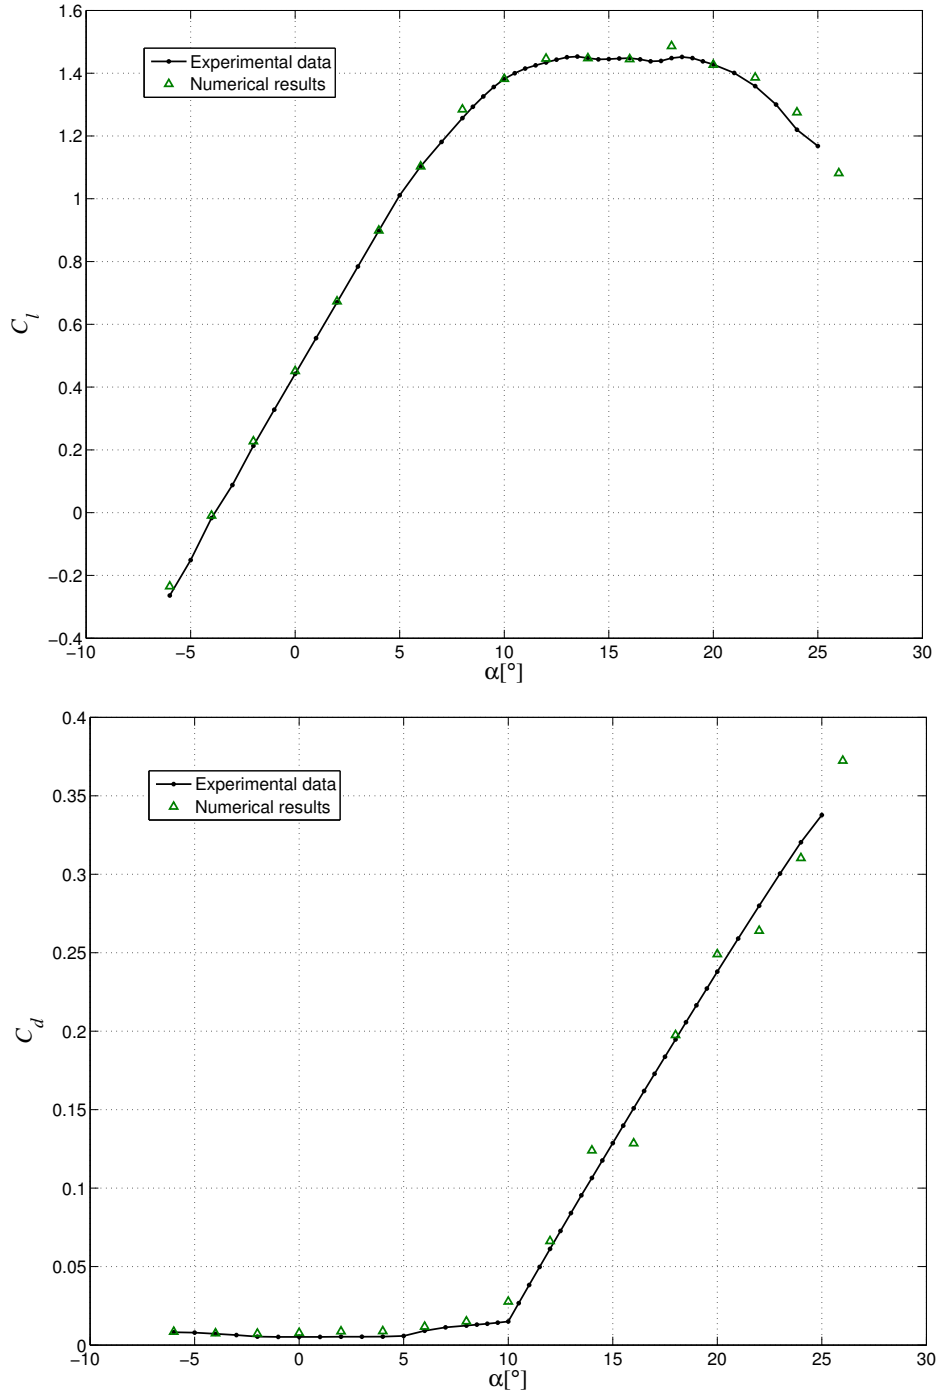 1.6
1.4
1.2
1
0.8
0.6
0.4
0.2
0
−0.2
−0.4
C_l
Experimental data
Numerical results
−10 −5 0 5 10 15 20 25 30
α[°]
0.4
0.35
0.3
0.25
0.2
0.15
0.1
0.05
0
C_d
Experimental data
Numerical results
−10 −5 0 5 10 15 20 25 30
α[°]